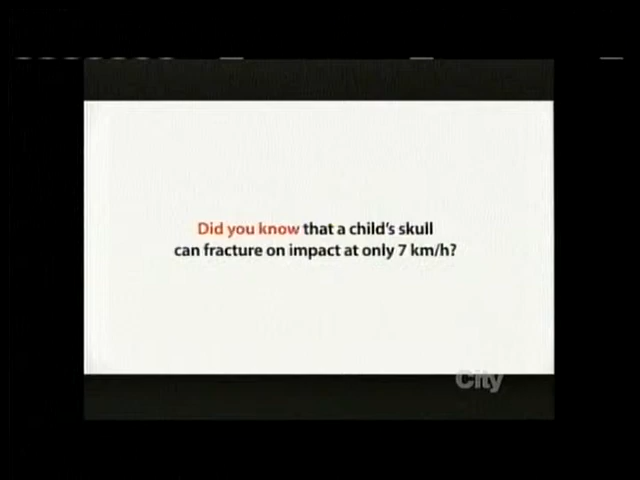 Did you know that a child's skull
can fracture on impact at only 7 km/h?
City